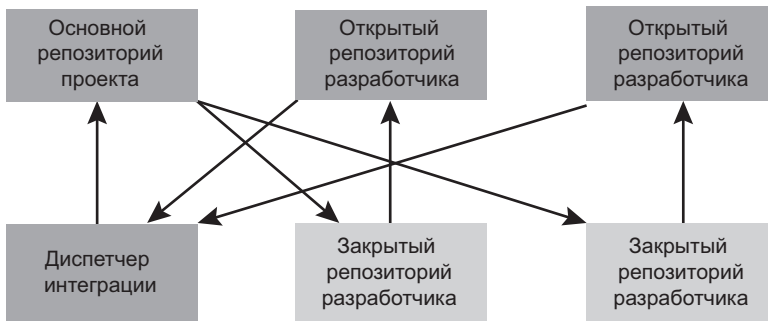 Основной
репозиторий
проекта
Открытый
репозиторий
разработчика
Открытый
репозиторий
разработчика
Диспетчер
интеграции
Закрытый
репозиторий
разработчика
Закрытый
репозиторий
разработчика